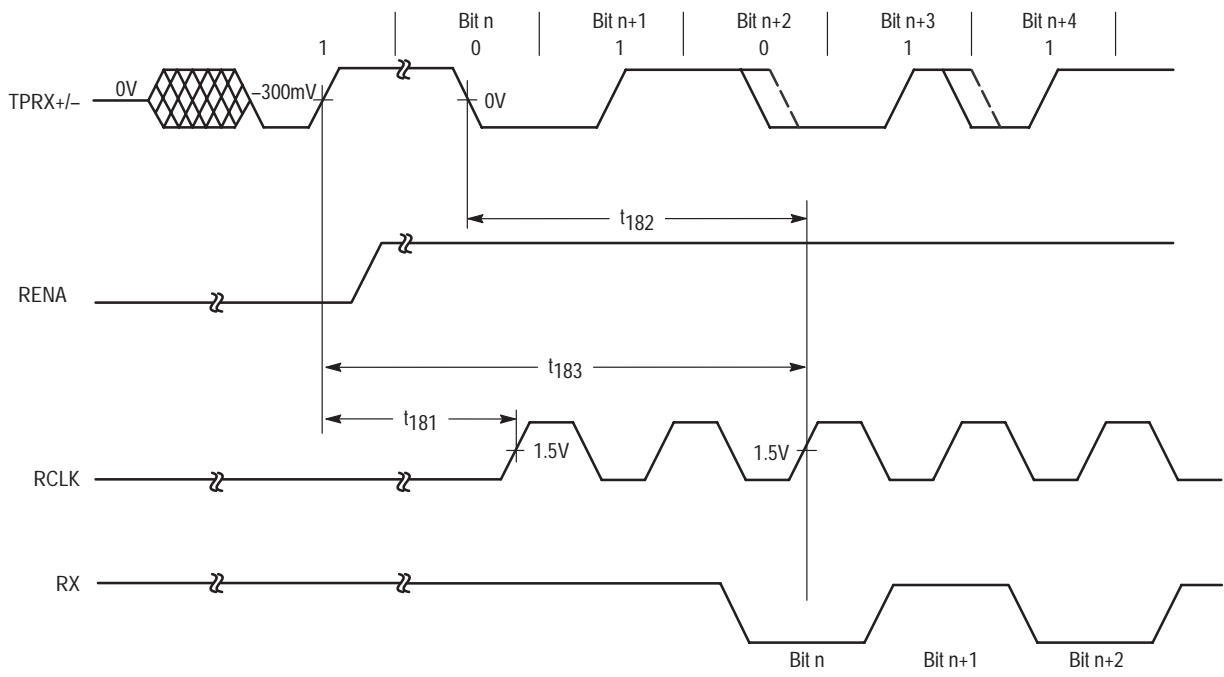 Bit n Bit n+1 Bit n+2 Bit n+3 Bit n+4
1 0 1 0 1 1
TPRX+/– 0V –300mV 0V
t182
RENA
t183
t181
RCLK 1.5V 1.5V
RX
Bit n Bit n+1 Bit n+2